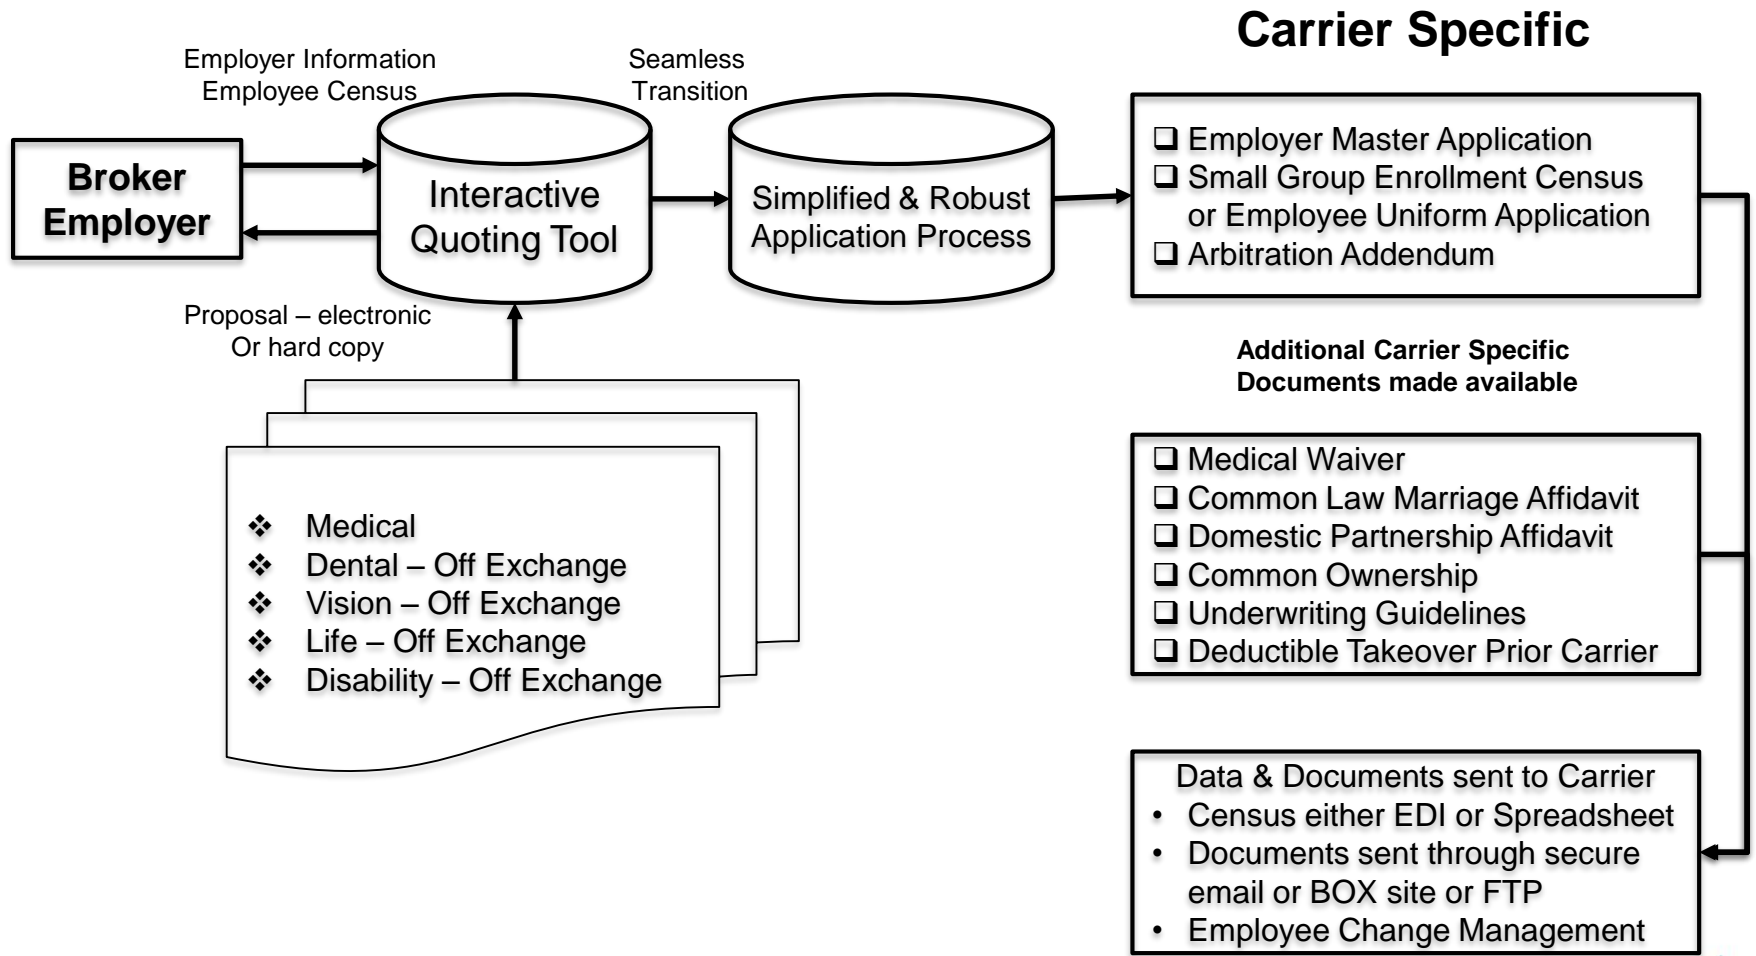 Carrier Specific
Employer Information
Employee Census
Seamless
Transition
Broker
Employer
Interactive
Quoting Tool
Simplified & Robust
Application Process
❑ Employer Master Application
❑ Small Group Enrollment Census
or Employee Uniform Application
❑ Arbitration Addendum
Proposal – electronic
Or hard copy
Additional Carrier Specific
Documents made available
❖ Medical
❖ Dental – Off Exchange
❖ Vision – Off Exchange
❖ Life – Off Exchange
❖ Disability – Off Exchange
❑ Medical Waiver
❑ Common Law Marriage Affidavit
❑ Domestic Partnership Affidavit
❑ Common Ownership
❑ Underwriting Guidelines
❑ Deductible Takeover Prior Carrier
Data & Documents sent to Carrier
• Census either EDI or Spreadsheet
• Documents sent through secure
email or BOX site or FTP
• Employee Change Management